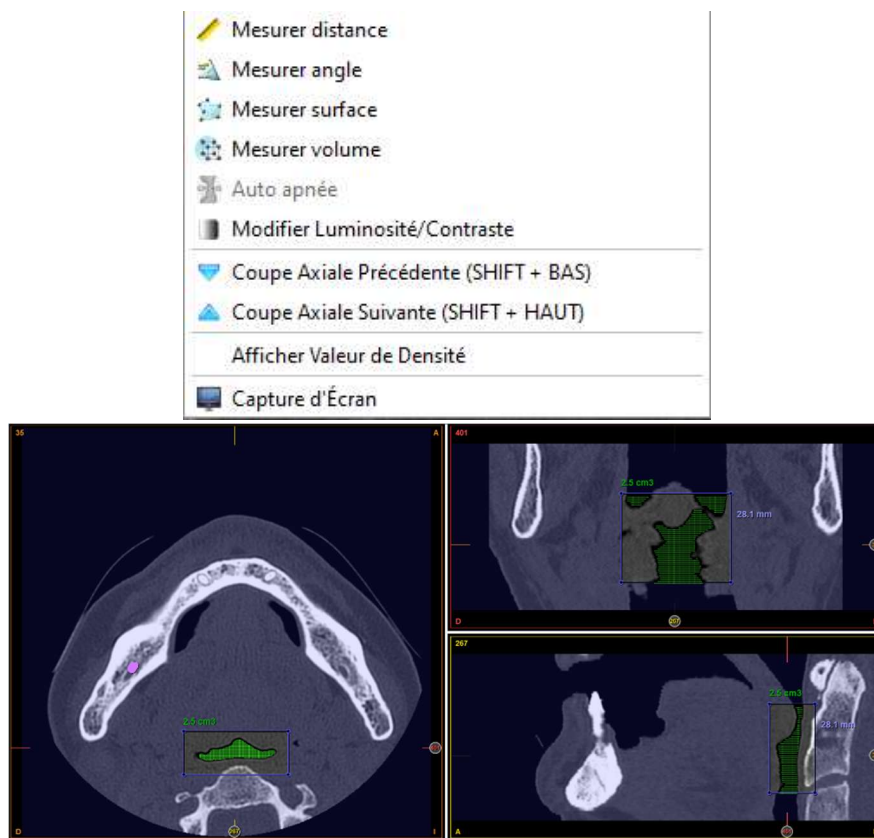 Mesurer distance
Mesurer angle
Mesurer surface
Mesurer volume
Auto apnée
Modifier Luminosité/Contraste
Coupe Axiale Précédente (SHIFT + BAS)
Coupe Axiale Suivante (SHIFT + HAUT)
Afficher Valeur de Densité
Capture d'Écran
35
A
2.5 cm3
D
267
I
401
2.5 cm3
28.1 mm
D
267
267
2.5 cm3
28.1 mm
A